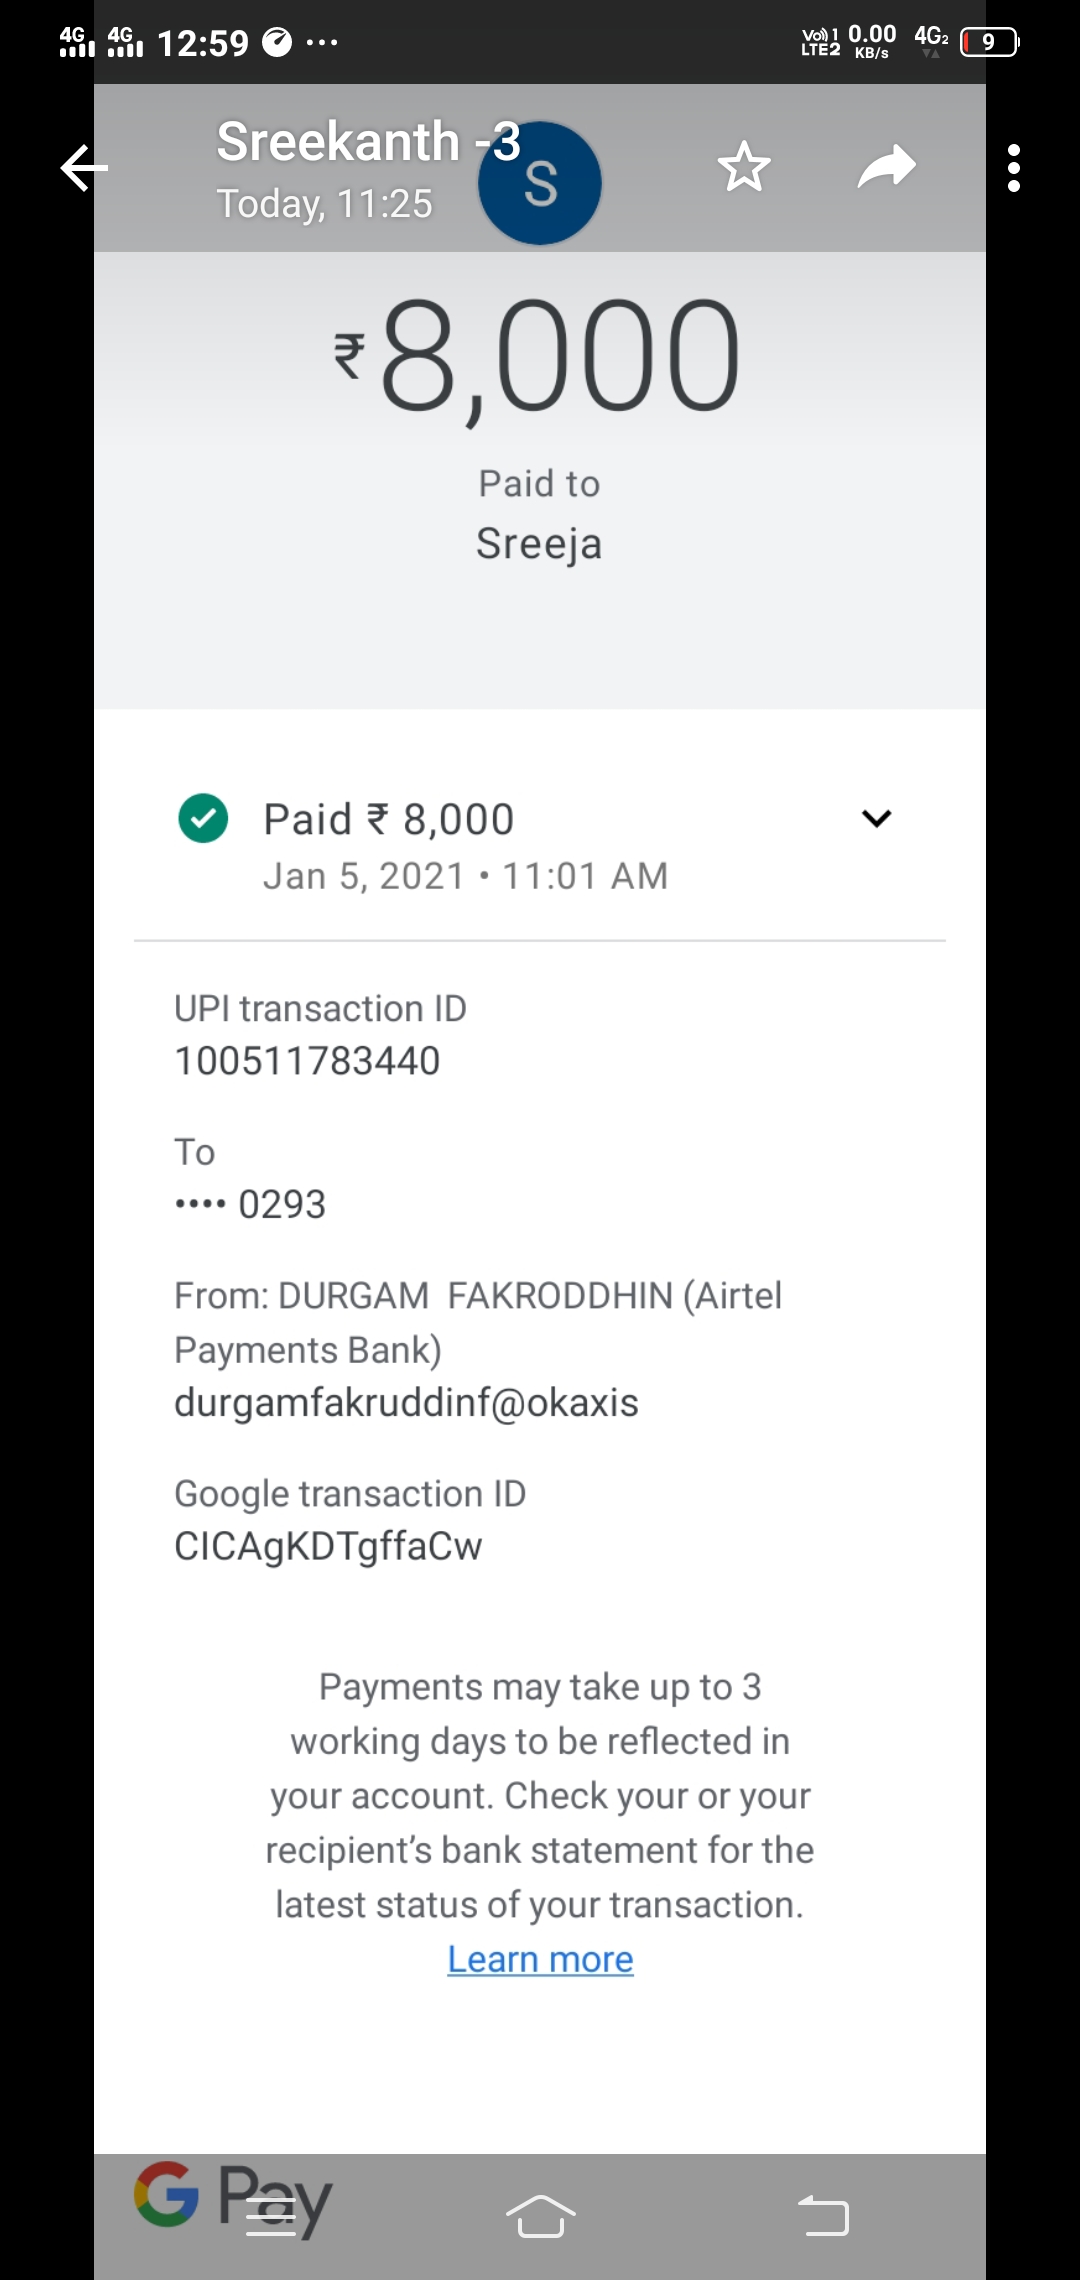 4G 4G 12:59 ...
Vo)) 1 LTE2 0.00 KB/s 4G2 9
Sreekanth -3
Today, 11:25
S
₹8,000
Paid to
Sreeja
Paid ₹ 8,000
Jan 5, 2021 • 11:01 AM
UPI transaction ID
100511783440
To
•••• 0293
From: DURGAM  FAKRODDHIN (Airtel
Payments Bank)
durgamfakruddinf@okaxis
Google transaction ID
CICAgKDTgffaCw
Payments may take up to 3
working days to be reflected in
your account. Check your or your
recipient's bank statement for the
latest status of your transaction.
Learn more
G Pay